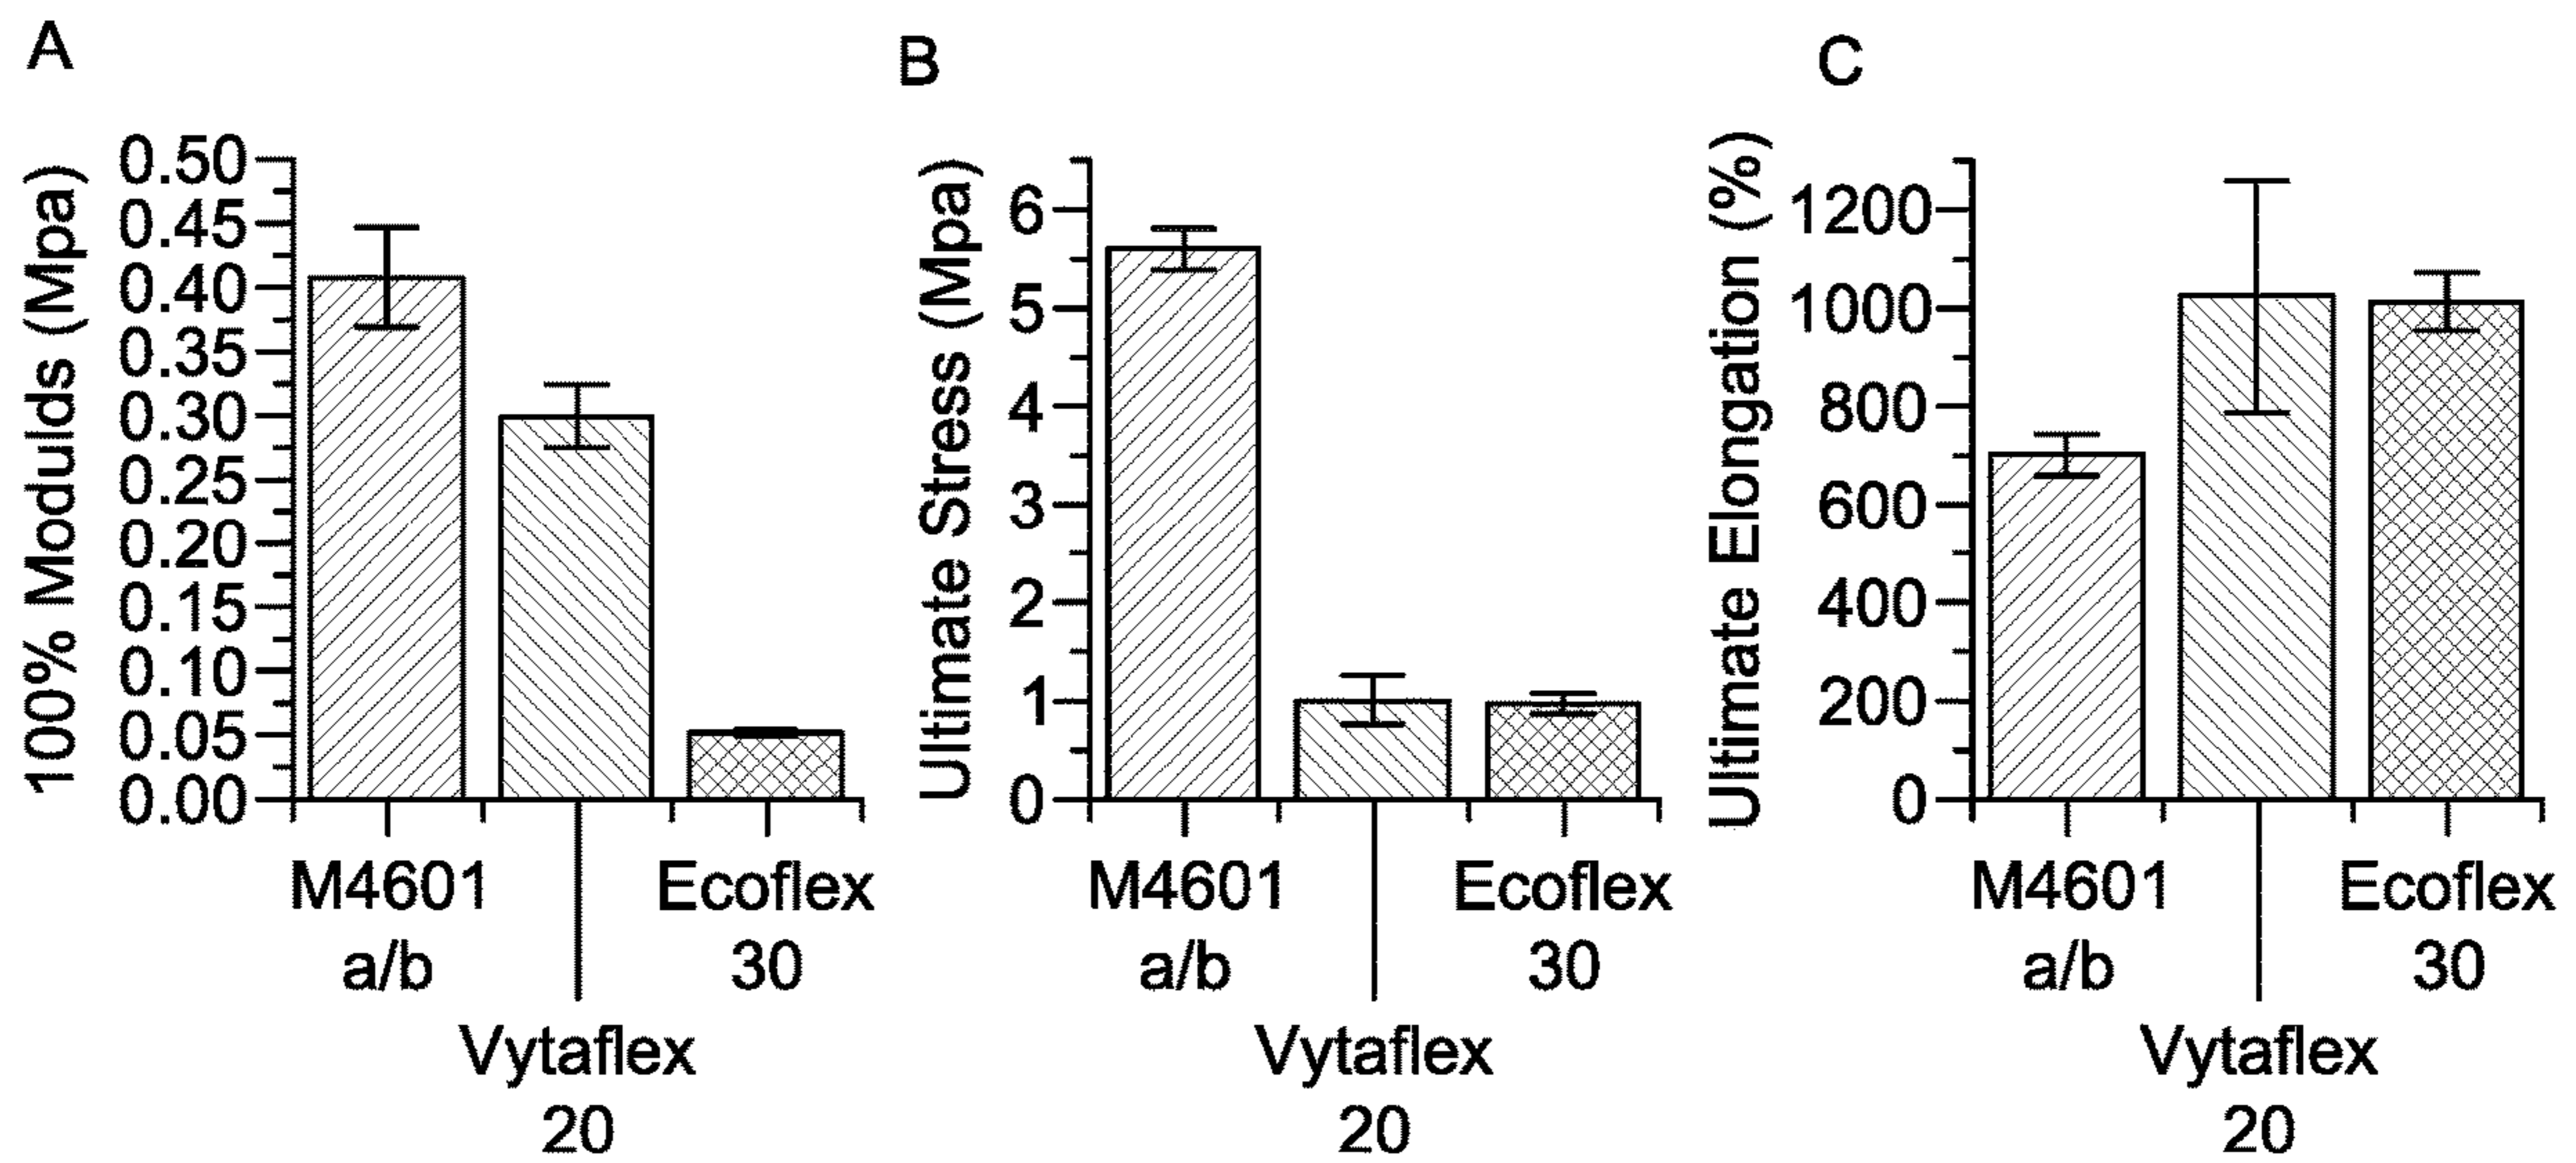 A
100% Modulds (Mpa)
0.50
0.45
0.40
0.35
0.30
0.25
0.20
0.15
0.10
0.05
0.00
M4601
a/b
Vytaflex
20
Ecoflex
30
B
Ultimate Stress (Mpa)
6
5
4
3
2
1
0
M4601
a/b
Vytaflex
20
Ecoflex
30
C
Ultimate Elongation (%)
1200
1000
800
600
400
200
0
M4601
a/b
Vytaflex
20
Ecoflex
30